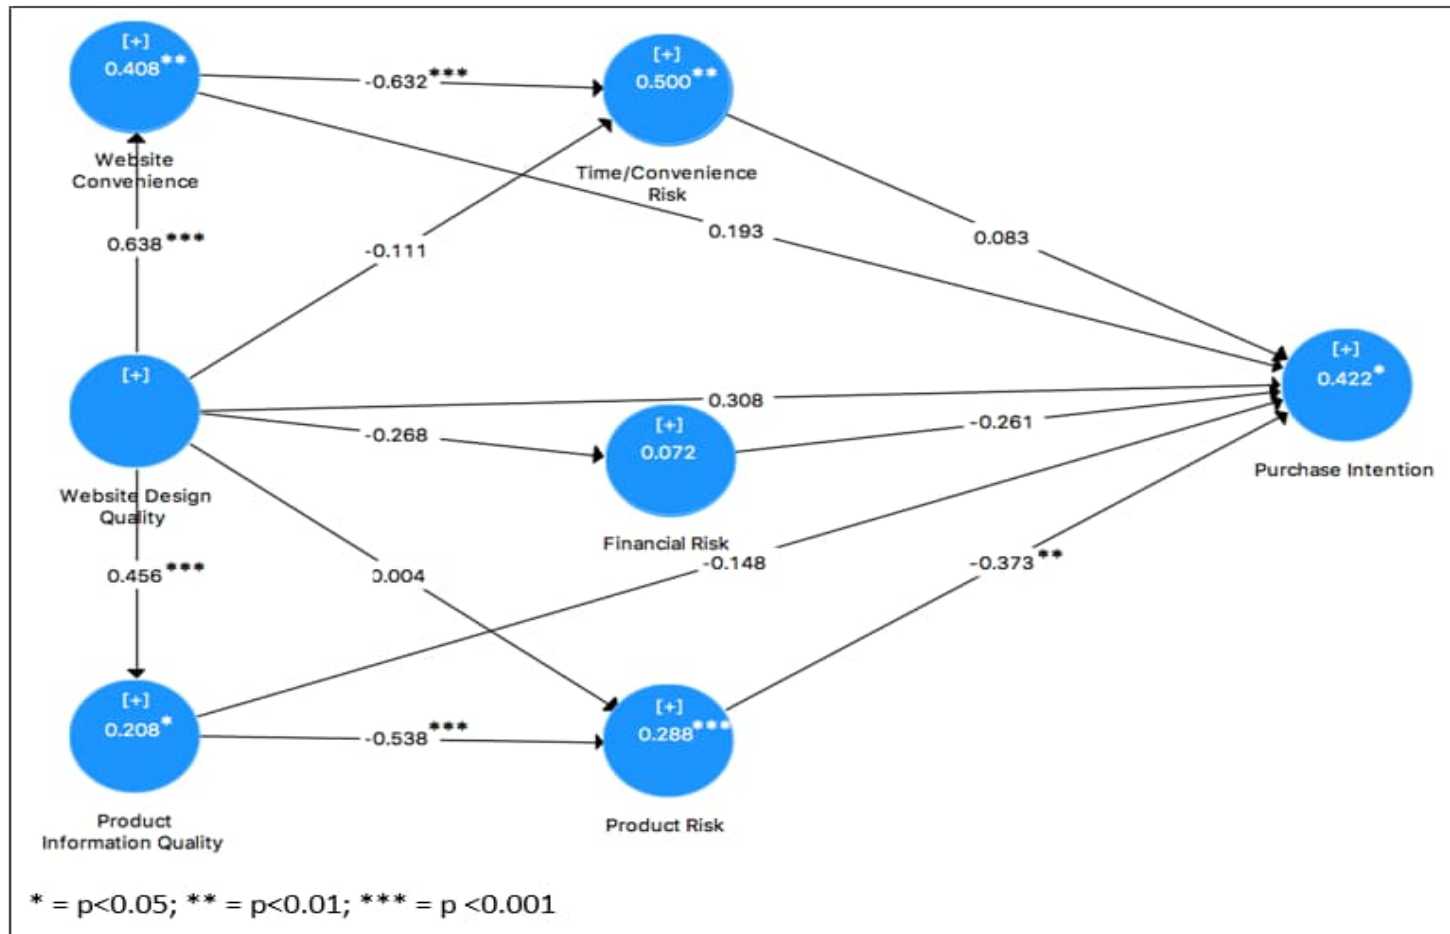 [+]
0.408**
Website
Convenience
-0.632***
[+]
0.500**
Time/Convenience
Risk
0.638***
-0.111
0.193
0.083
[+]
Website Design
Quality
0.308
-0.268
[+]
0.072
Financial Risk
-0.261
[+]
0.422*
Purchase Intention
0.456***
0.004
-0.148
-0.373**
[+]
0.208*
Product
Information Quality
-0.538***
[+]
0.288***
Product Risk
* = p<0.05; ** = p<0.01; *** = p <0.001